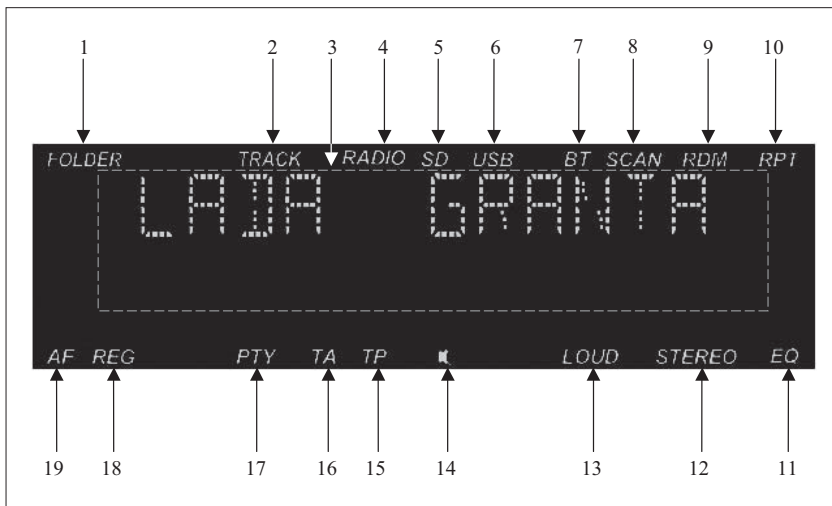 1 2 3 4 5 6 7 8 9 10
FOLDER TRACK RADIO SD USB BT SCAN RDM RPT
LADA GRANTA
AF REG PTY TA TP LOUD STEREO EQ
19 18 17 16 15 14 13 12 11